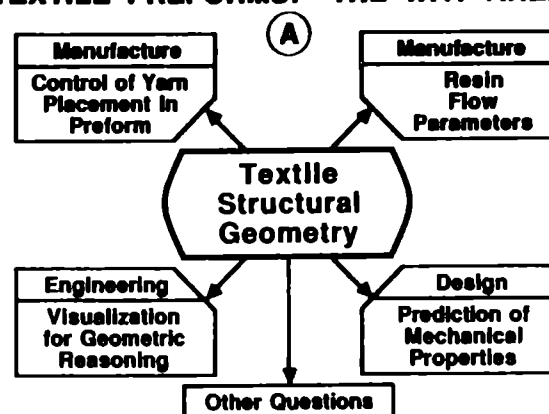 A
Manufacture
Control of Yarn
Placement in
Preform
Manufacture
Resin
Flow
Parameters
Textile
Structural
Geometry
Engineering
Visualization
for Geometric
Reasoning
Design
Prediction of
Mechanical
Properties
Other Questions